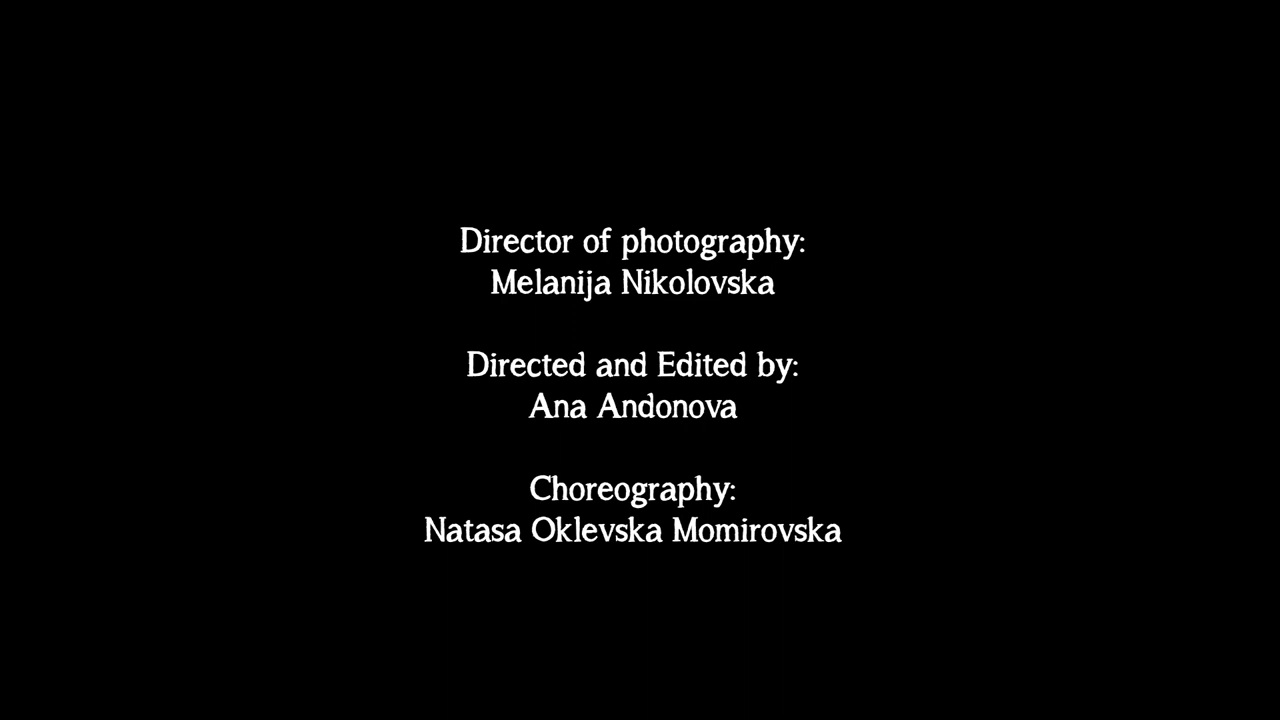 Director of photography:
Melanija Nikolovska
Directed and Edited by:
Ana Andonova
Choreography:
Natasa Oklevska Momirovska